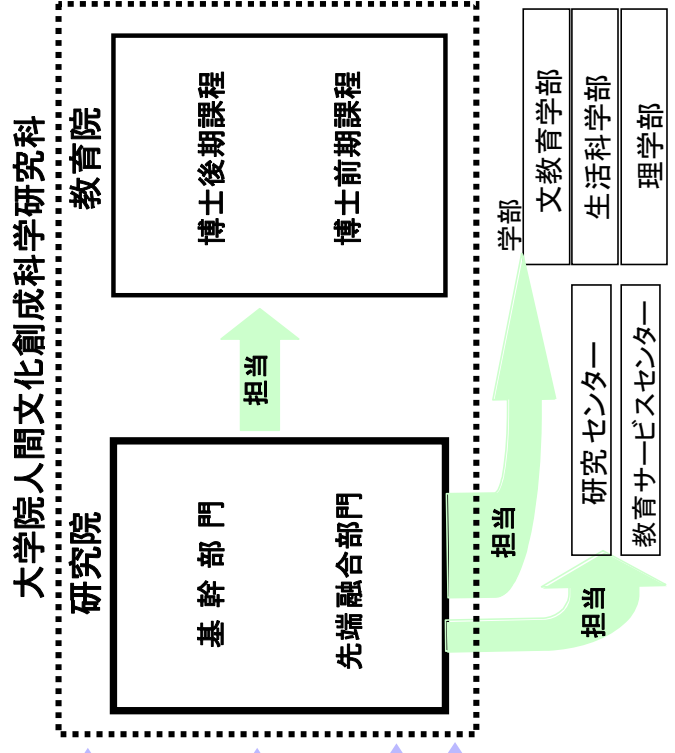 大学院人間文化創成科学研究科
研究院
基幹部門
先端融合部門
担当
教育院
博士後期課程
博士前期課程
担当
学部
文教育学部
生活科学部
理学部
担当
研究センター
教育サービスセンター